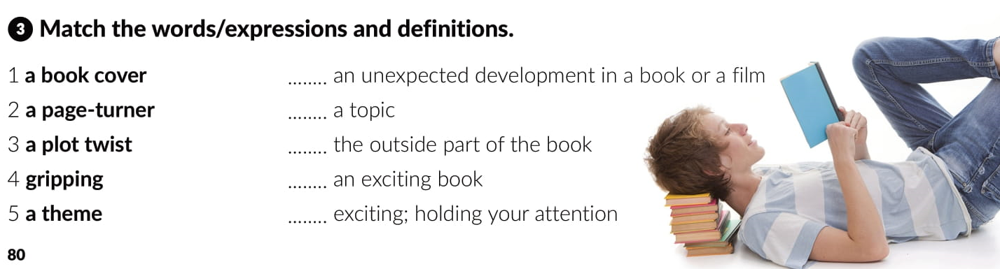 3 Match the words/expressions and definitions.
1 a book cover ........ an unexpected development in a book or a film
2 a page-turner ........ a topic
3 a plot twist ........ the outside part of the book
4 gripping ........ an exciting book
5 a theme ........ exciting; holding your attention
80